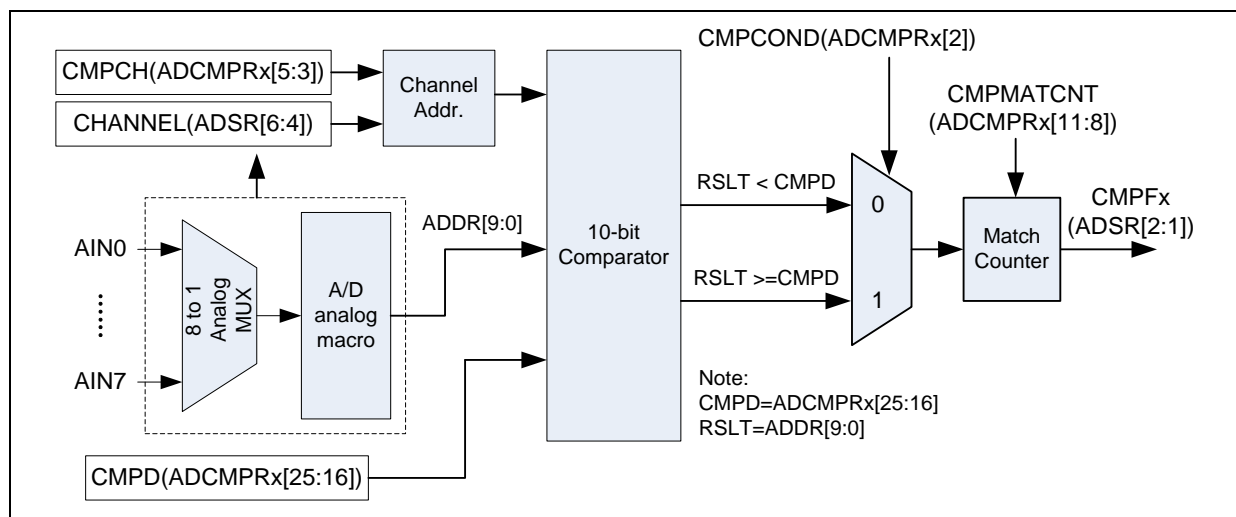 CMPCH(ADCMPRx[5:3])
CHANNEL(ADSR[6:4])
Channel
Addr.
AIN0
......
AIN7
8 to 1
Analog
MUX
A/D
analog
macro
ADDR[9:0]
CMPD(ADCMPRx[25:16])
10-bit
Comparator
CMPCOND(ADCMPRx[2])
RSLT < CMPD
RSLT >=CMPD
0
1
CMPMATCNT
(ADCMPRx[11:8])
Match
Counter
CMPFx
(ADSR[2:1])
Note:
CMPD=ADCMPRx[25:16]
RSLT=ADDR[9:0]